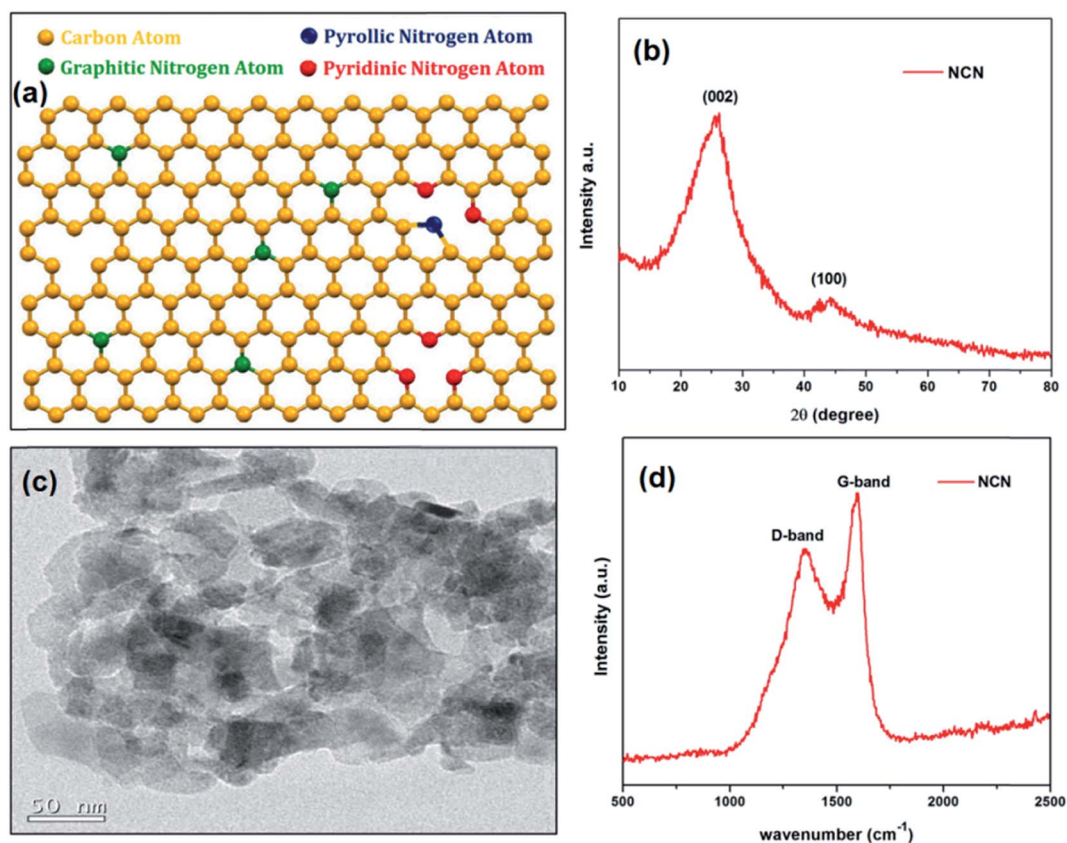 Carbon Atom
Pyrollic Nitrogen Atom
Graphitic Nitrogen Atom
Pyridinic Nitrogen Atom
(a)
(b)
NCN
(002)
(100)
Intensity a.u.
10 20 30 40 50 60 70 80
2θ (degree)
(c)
50 nm
(d)
G-band
NCN
D-band
Intensity (a.u.)
500 1000 1500 2000 2500
wavenumber (cm⁻¹)